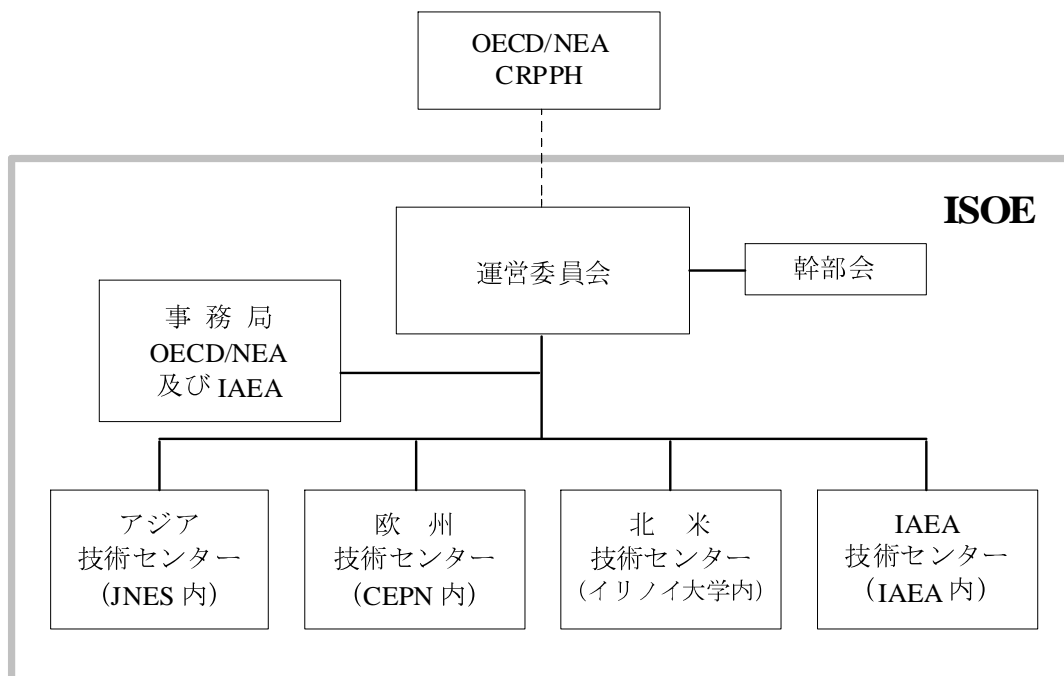 OECD/NEA
CRPPH
ISOE
運営委員会
幹部会
事 務 局
OECD/NEA
及び IAEA
アジア
技術センター
(JNES 内)
欧 州
技術センター
(CEPN 内)
北 米
技術センター
(イリノイ大学内)
IAEA
技術センター
(IAEA 内)